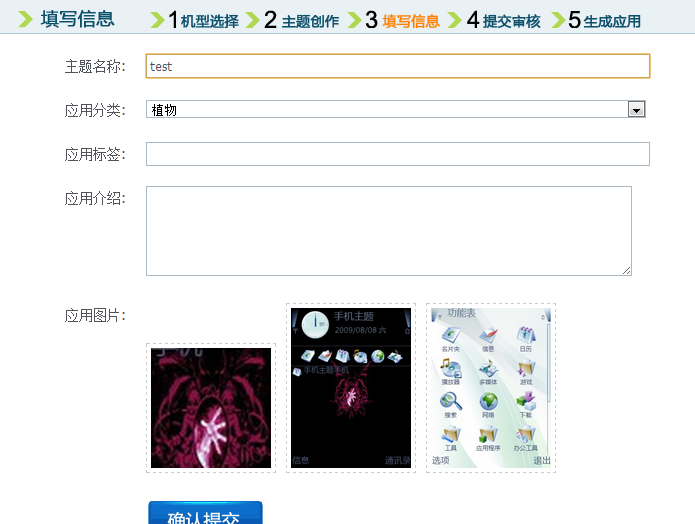 填写信息 1 机型选择 2 主题创作 3 填写信息 4 提交审核 5 生成应用
主题名称: test
应用分类: 植物
应用标签:
应用介绍:
应用图片:
手机主题
2009/08/08 六
手机主题手机
信息 通讯录
功能表
名片夹 信息 日历
播放器 多媒体 游戏
搜索 网络 下载
工具 应用程序 办公工具
选项 退出
确认提交